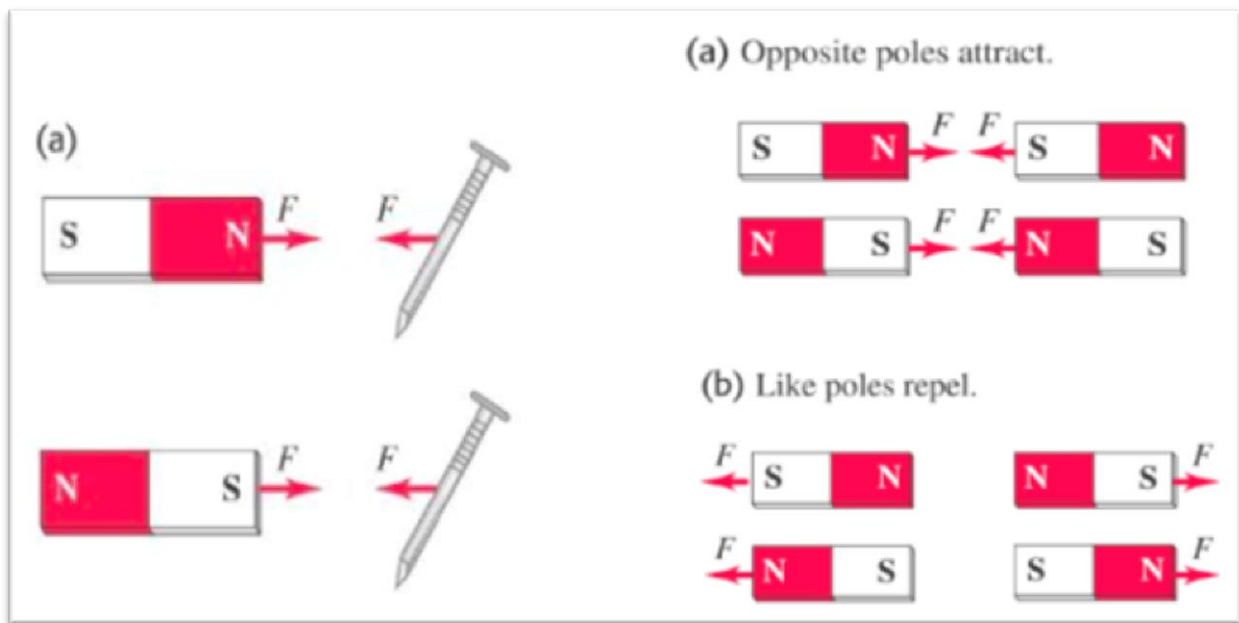 (a)
S N F F
N S F F
(a) Opposite poles attract.
S N F F S N
N S F F N S
(b) Like poles repel.
F S N N S F
F N S S N F